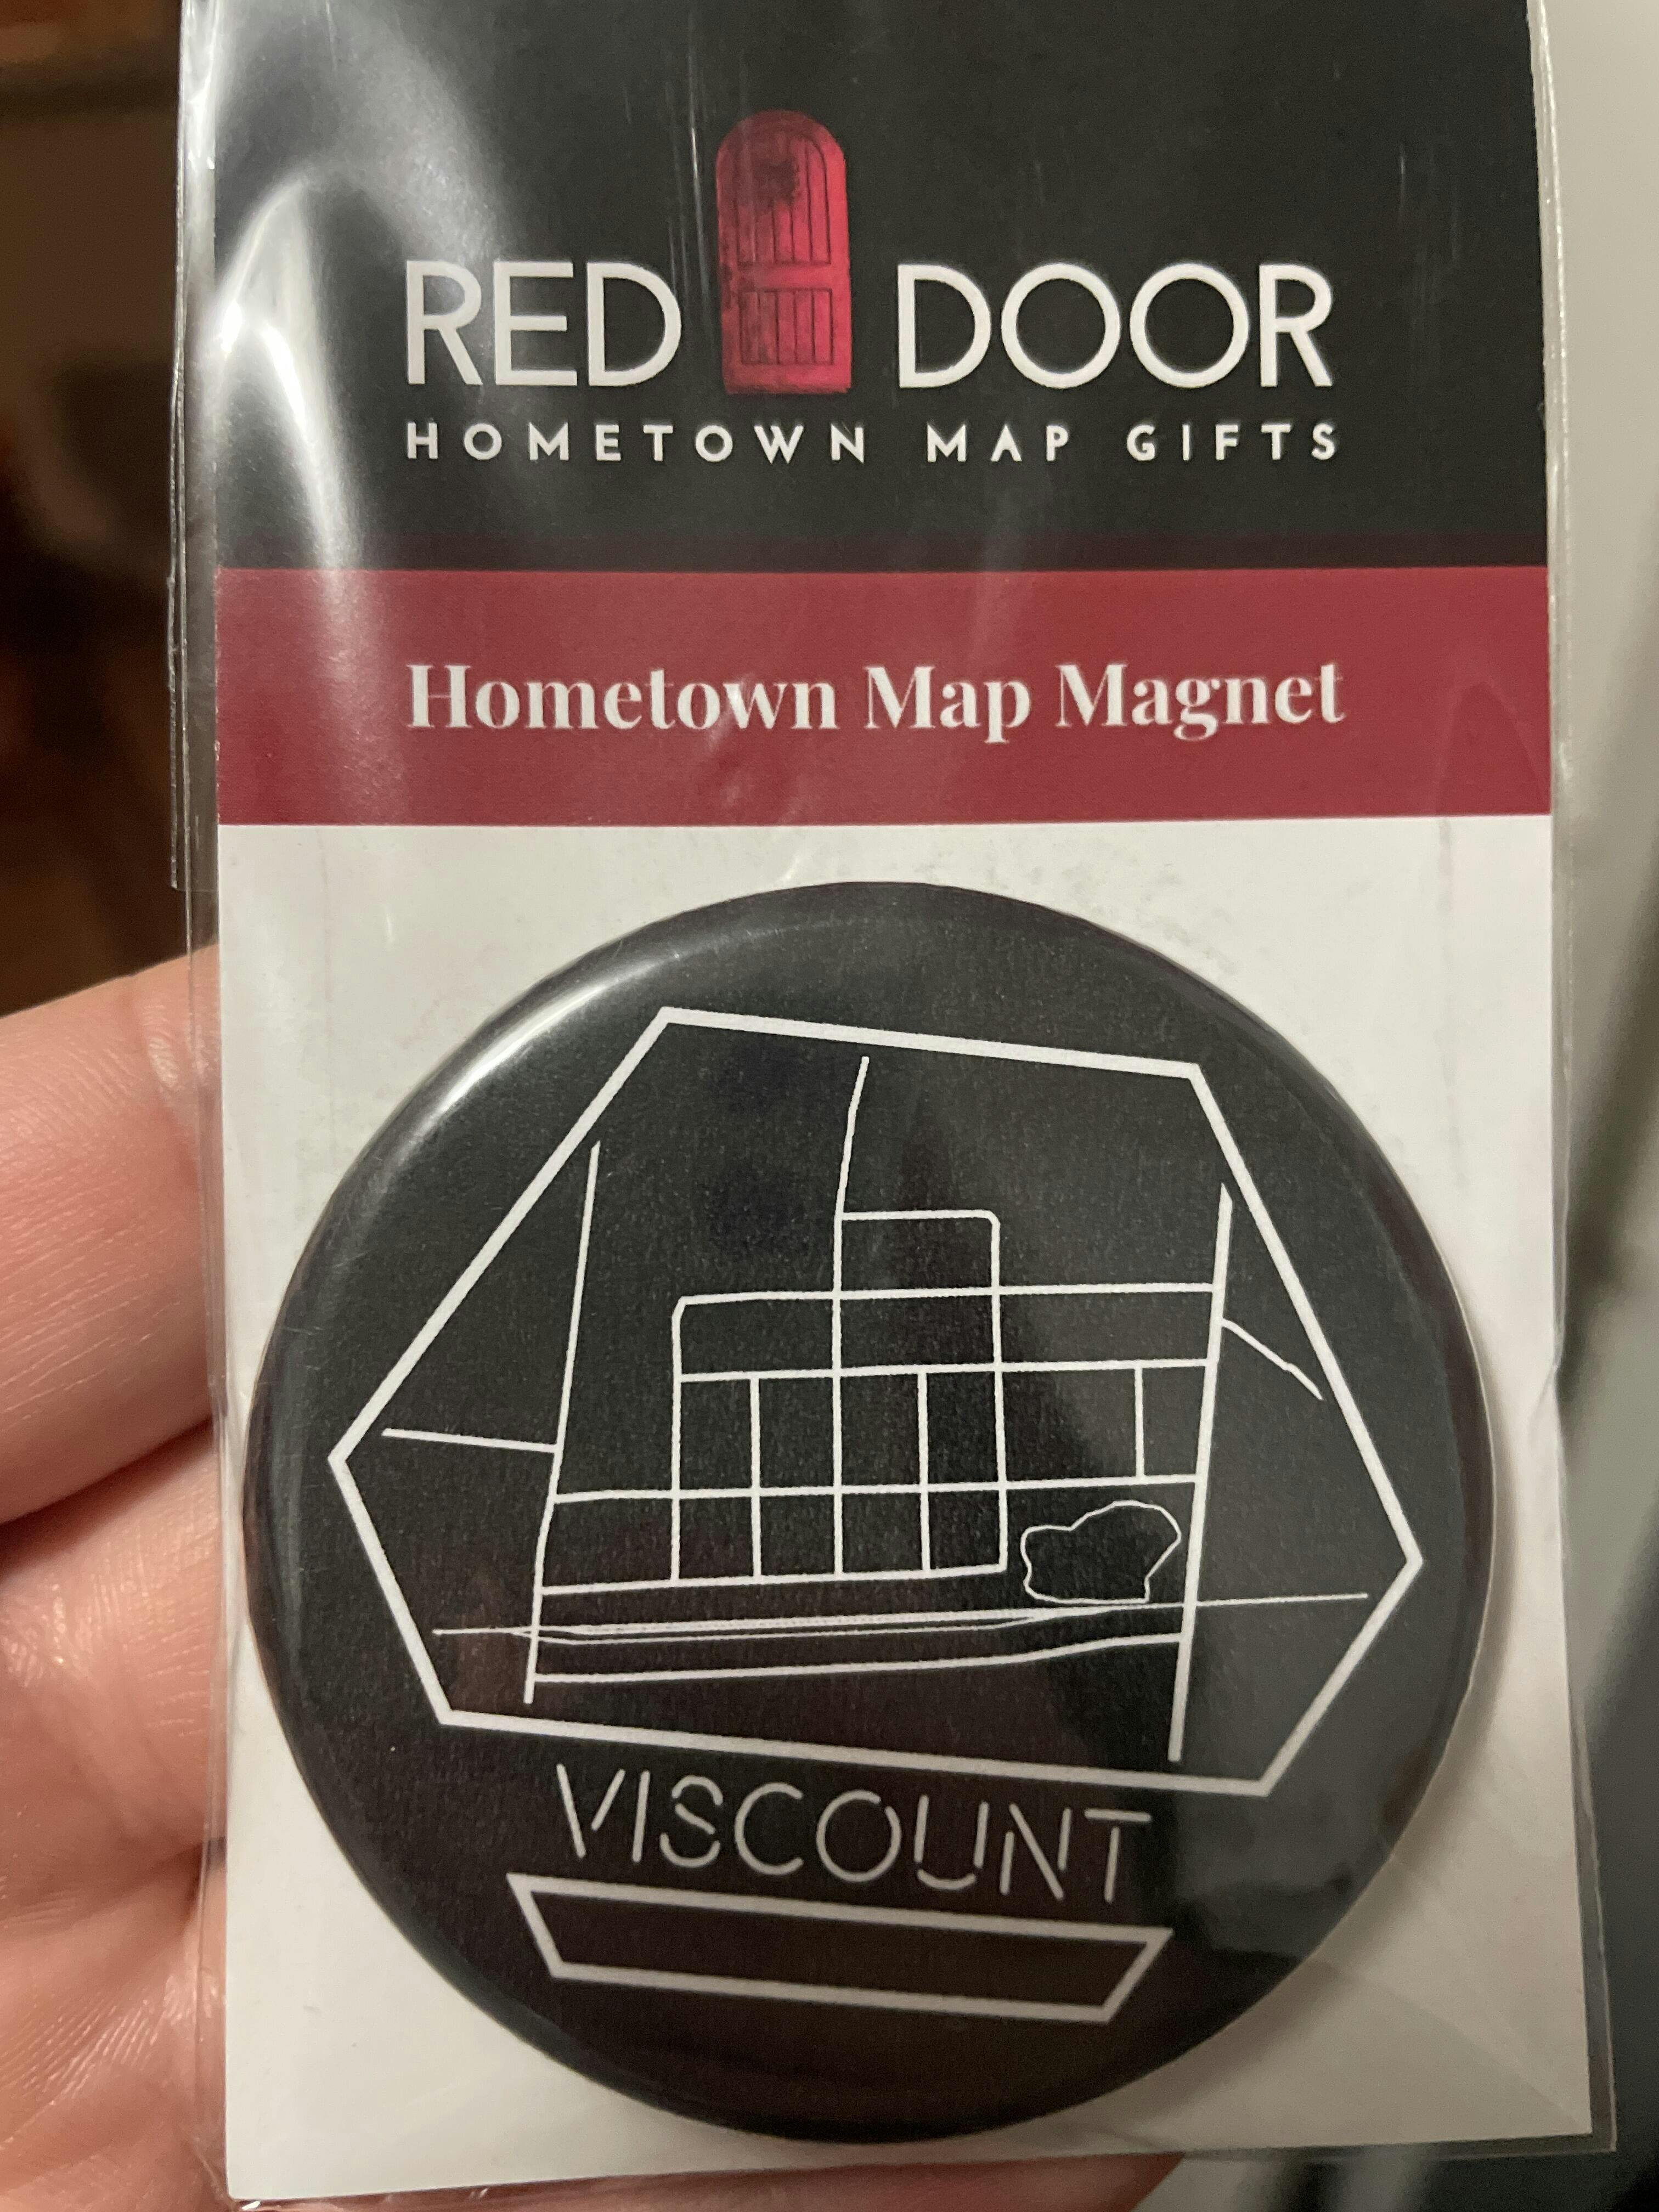 RED DOOR
HOMETOWN MAP GIFTS
Hometown Map Magnet
VISCOUNT